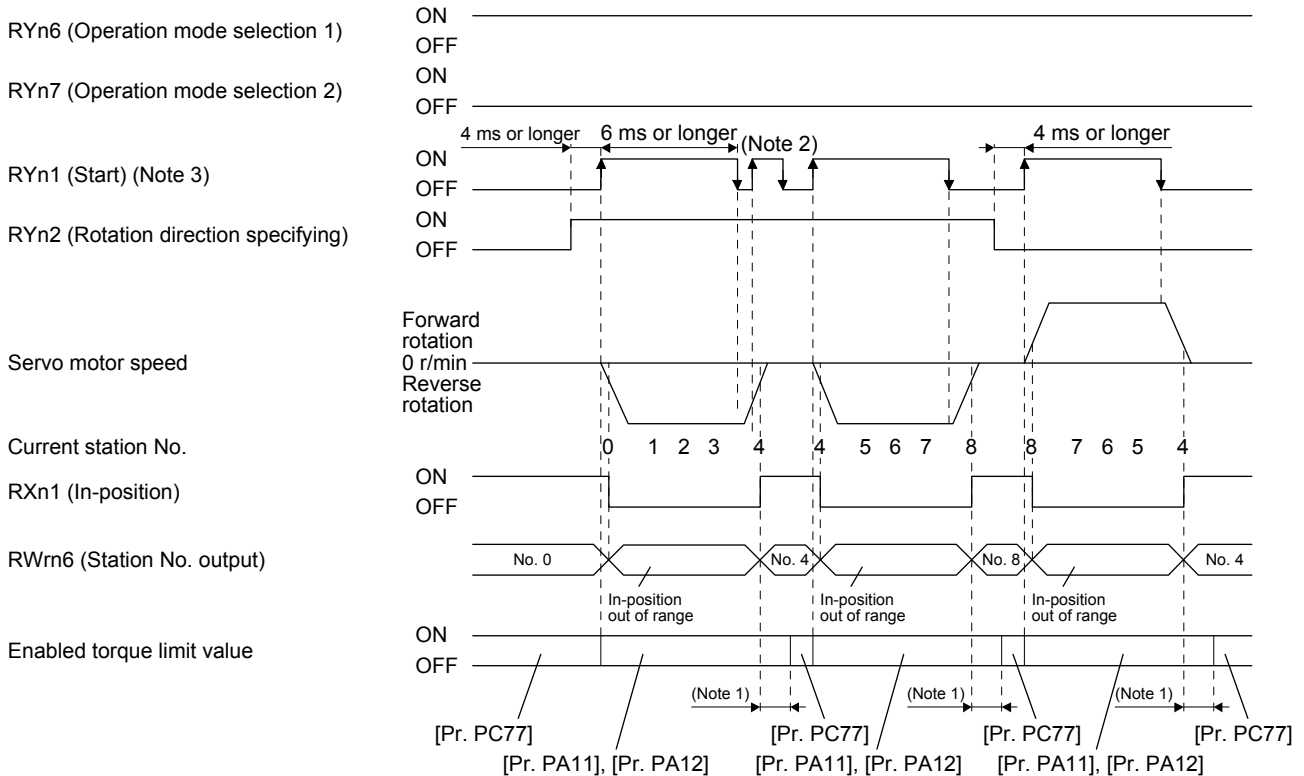 ON
RYn6 (Operation mode selection 1)
OFF
ON
RYn7 (Operation mode selection 2)
OFF
4 ms or longer 6 ms or longer (Note 2) 4 ms or longer
ON
RYn1 (Start) (Note 3)
OFF
ON
RYn2 (Rotation direction specifying)
OFF
Forward
rotation
Servo motor speed 0 r/min
Reverse
rotation
Current station No. 0 1 2 3 4 4 5 6 7 8 8 7 6 5 4
ON
RXn1 (In-position)
OFF
RWrn6 (Station No. output) No. 0 No. 4 No. 8 No. 4
In-position In-position In-position
out of range out of range out of range
ON
Enabled torque limit value
OFF
(Note 1) (Note 1) (Note 1)
[Pr. PC77] [Pr. PC77] [Pr. PC77] [Pr. PC77]
[Pr. PA11], [Pr. PA12] [Pr. PA11], [Pr. PA12] [Pr. PA11], [Pr. PA12]